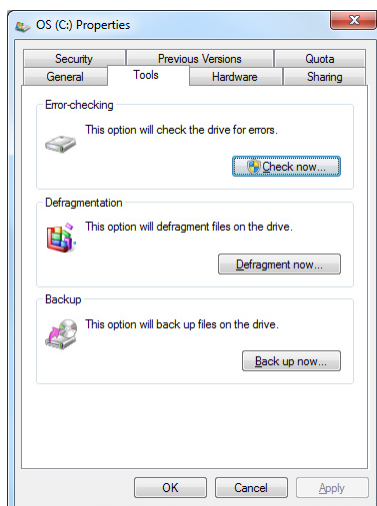 OS (C:) Properties
Security Previous Versions Quota
General Tools Hardware Sharing
Error-checking
This option will check the drive for errors.
Check now...
Defragmentation
This option will defragment files on the drive.
Defragment now...
Backup
This option will back up files on the drive.
Back up now...
OK Cancel Apply